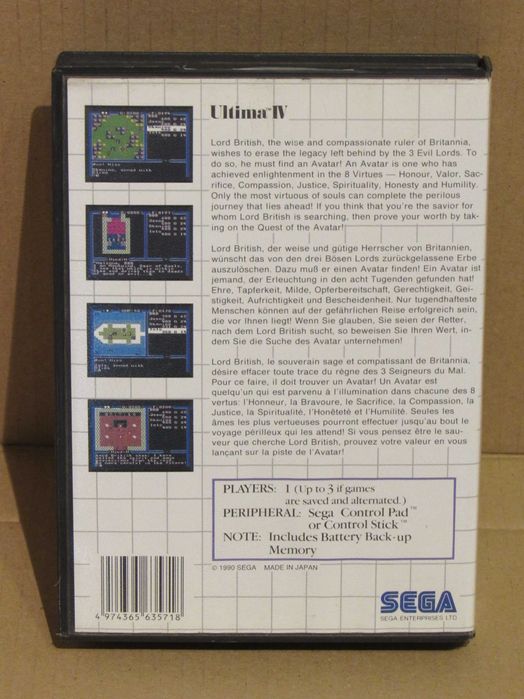 Ultima™ IV
Lord British, the wise and compassionate ruler of Britannia,
wishes to erase the legacy left behind by the 3 Evil Lords. To
do so, he must find an Avatar! An Avatar is one who has
achieved enlightenment in the 8 Virtues — Honour, Valor, Sac-
rifice, Compassion, Justice, Spirituality, Honesty and Humility.
Only the most virtuous of souls can complete the perilous
journey that lies ahead! If you think that you're the savior for
whom Lord British is searching, then prove your worth by tak-
ing on the Quest of the Avatar!
Lord British, der weise und gütige Herrscher von Britannien,
wünscht das von den drei Bösen Lords zurückgelassene Erbe
auszulöschen. Dazu muß er einen Avatar finden! Ein Avatar ist
jemand, der Erleuchtung in den acht Tugenden gefunden hat!
Ehre, Tapferkeit, Milde, Opferbereitschaft, Gerechtigkeit, Gei-
stigkeit, Aufrichtigkeit und Bescheidenheit. Nur tugendhafteste
Menschen können auf der gefährlichen Reise erfolgreich sein,
die vor Ihnen liegt! Wenn Sie glauben, Sie seien der Retter,
nach dem Lord British sucht, so beweisen Sie Ihren Wert, in-
dem Sie die Suche des Avatar unternehmen!
Lord British, le souverain sage et compatissant de Britannia,
désire effacer toute trace du règne des 3 Seigneurs du Mal.
Pour ce faire, il doit trouver un Avatar! Un Avatar est
quelqu'un qui est parvenu à l'illumination dans chacune des 8
vertus: l'Honneur, la Bravoure, le Sacrifice, la Compassion, la
Justice, la Spiritualité, l'Honêteté et l'Humilité. Seules les
âmes les plus vertueuses pourront effectuer jusqu'au bout le
voyage périlleux qui les attend! Si vous pensez être le sau-
veur que cherche Lord British, prouvez votre valeur en vous
lançant sur la piste de l'Avatar!
PLAYERS: 1 (Up to 3 if games
are saved and alternated.)
PERIPHERAL: Sega Control Pad™
or Control Stick™
NOTE: Includes Battery Back-up
Memory
© 1990 SEGA MADE IN JAPAN
4 974365 635718
SEGA
SEGA ENTERPRISES LTD.